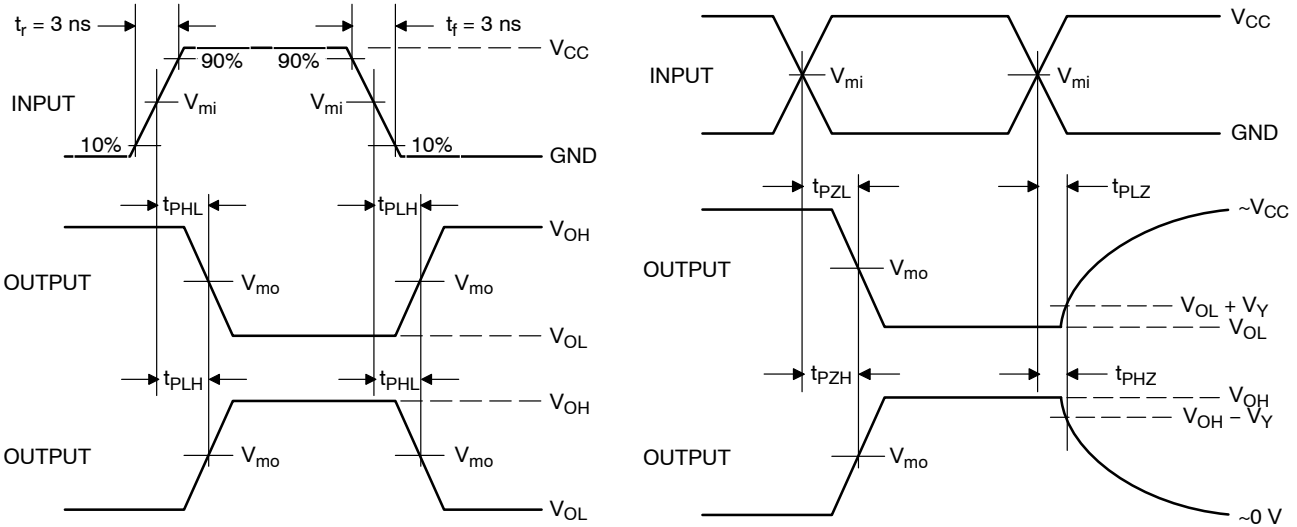 tr = 3 ns
tf = 3 ns
VCC
90%
90%
INPUT
Vmi
Vmi
10%
10%
GND
tPHL
tPLH
VOH
OUTPUT
Vmo
Vmo
VOL
tPLH
tPHL
VOH
OUTPUT
Vmo
Vmo
VOL
VCC
INPUT
Vmi
Vmi
GND
tPZL
tPLZ
~VCC
OUTPUT
Vmo
VOL + VY
VOL
tPZH
tPHZ
VOH
VOH – VY
OUTPUT
Vmo
~0 V